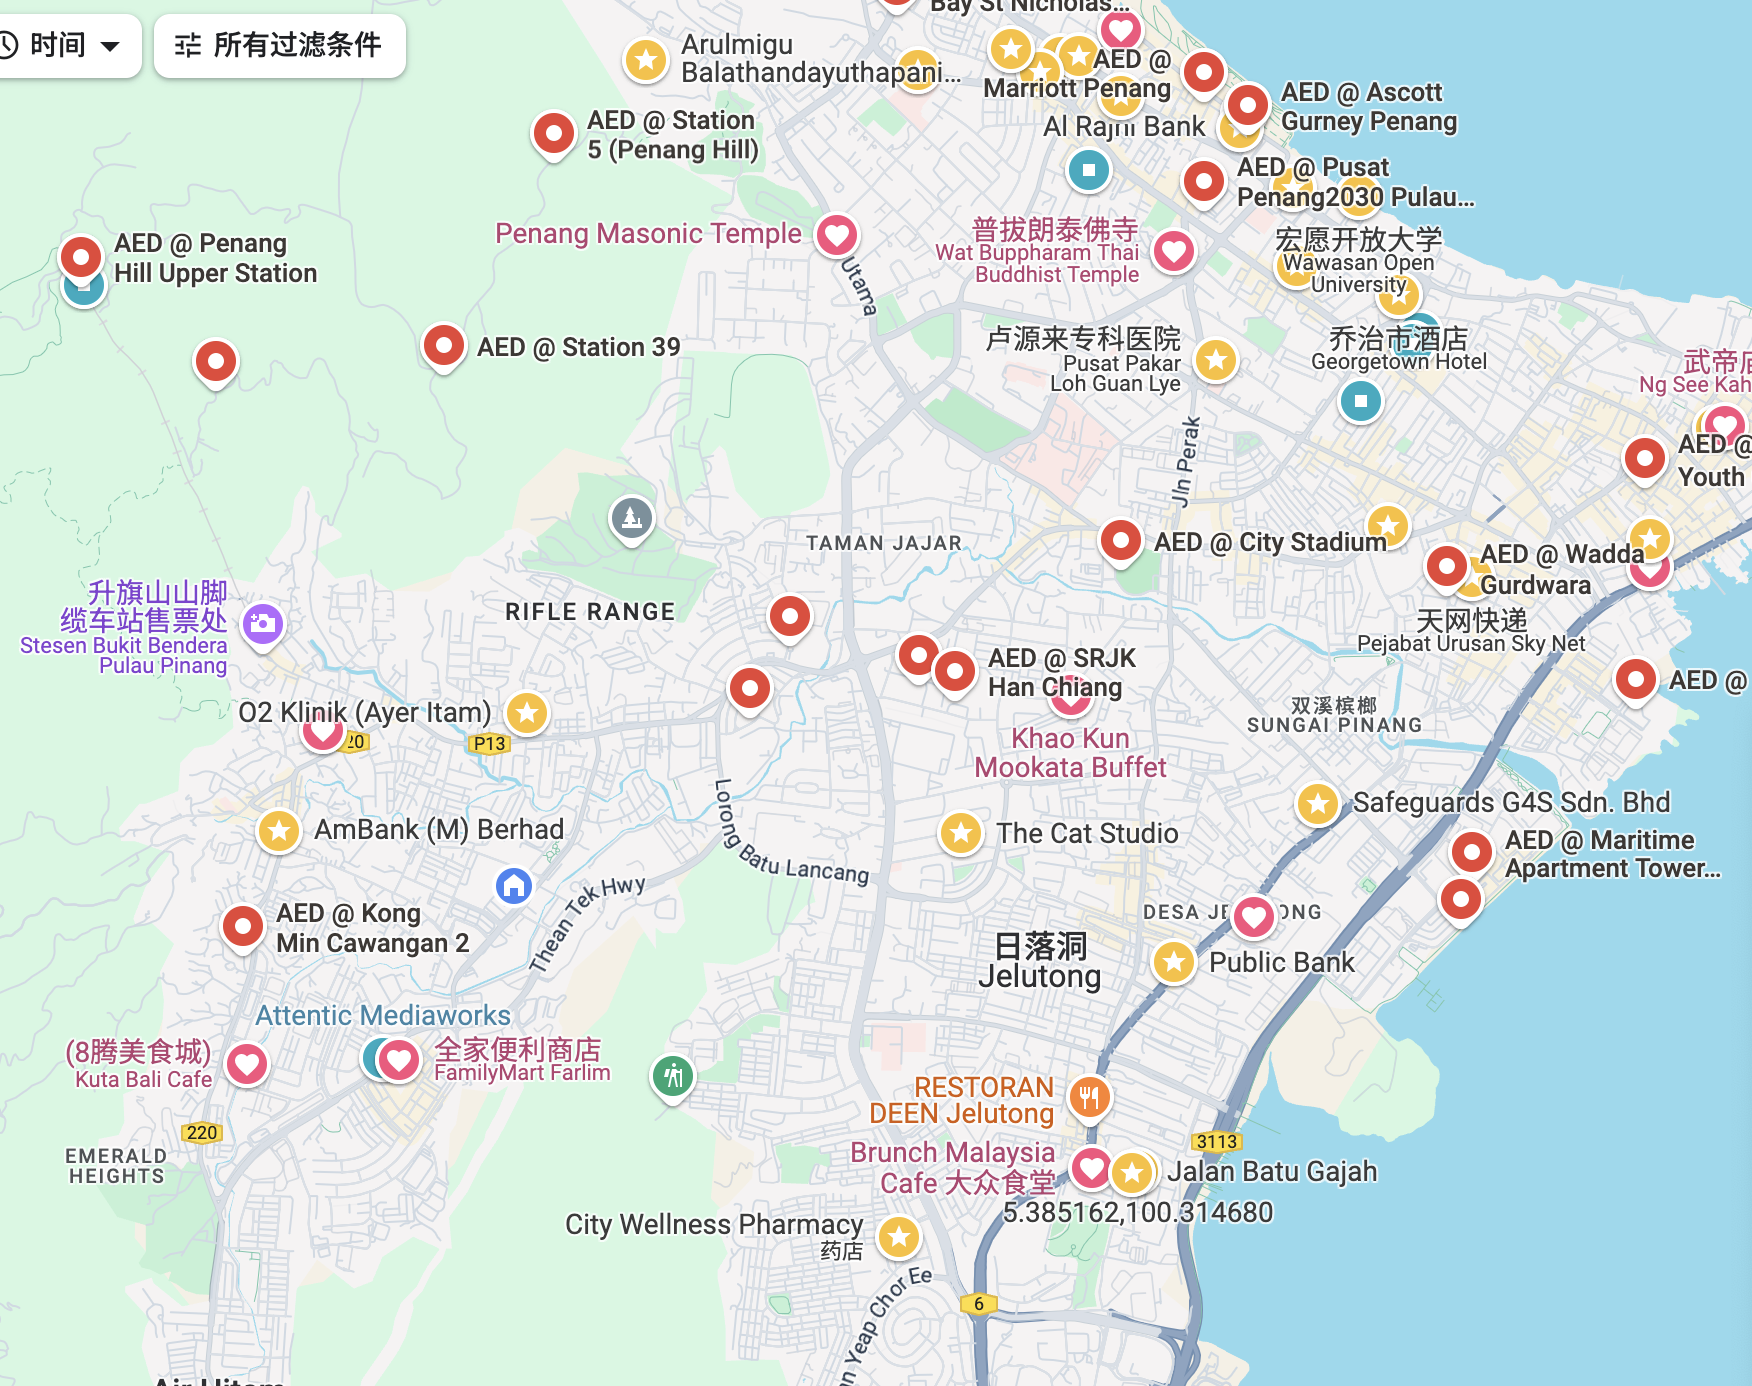 时间
所有过滤条件
Bay St Nicholas...
Arulmigu
Balathandayuthapani...
AED @
Marriott Penang
AED @ Ascott
Gurney Penang
AED @ Station
5 (Penang Hill)
Al Rajhi Bank
AED @ Pusat
Penang2030 Pulau...
Penang Masonic Temple
Utama
普拔朗泰佛寺
Wat Buppharam Thai
Buddhist Temple
宏愿开放大学
Wawasan Open
University
AED @ Penang
Hill Upper Station
AED @ Station 39
卢源来专科医院
Pusat Pakar
Loh Guan Lye
乔治市酒店
Georgetown Hotel
武帝庙
Ng See Kah
AED @
Youth
Jln Perak
TAMAN JAJAR
AED @ City Stadium
AED @ Wadda
Gurdwara
天网快递
Pejabat Urusan Sky Net
升旗山山脚
缆车站售票处
Stesen Bukit Bendera
Pulau Pinang
RIFLE RANGE
AED @ SRJK
Han Chiang
AED @
双溪槟榔
SUNGAI PINANG
O2 Klinik (Ayer Itam)
20
P13
Khao Kun
Mookata Buffet
Lorong Batu Lancang
Safeguards G4S Sdn. Bhd
AmBank (M) Berhad
The Cat Studio
AED @ Maritime
Apartment Tower...
Thean Tek Hwy
AED @ Kong
Min Cawangan 2
DESA JE ONG
日落洞
Jelutong
Public Bank
Attentic Mediaworks
(8腾美食城)
Kuta Bali Cafe
全家便利商店
FamilyMart Farlim
RESTORAN
DEEN Jelutong
220
3113
EMERALD
HEIGHTS
Brunch Malaysia
Cafe 大众食堂
Jalan Batu Gajah
5.385162,100.314680
City Wellness Pharmacy
药店
an Yeap Chor Ee
6
Air Hitam